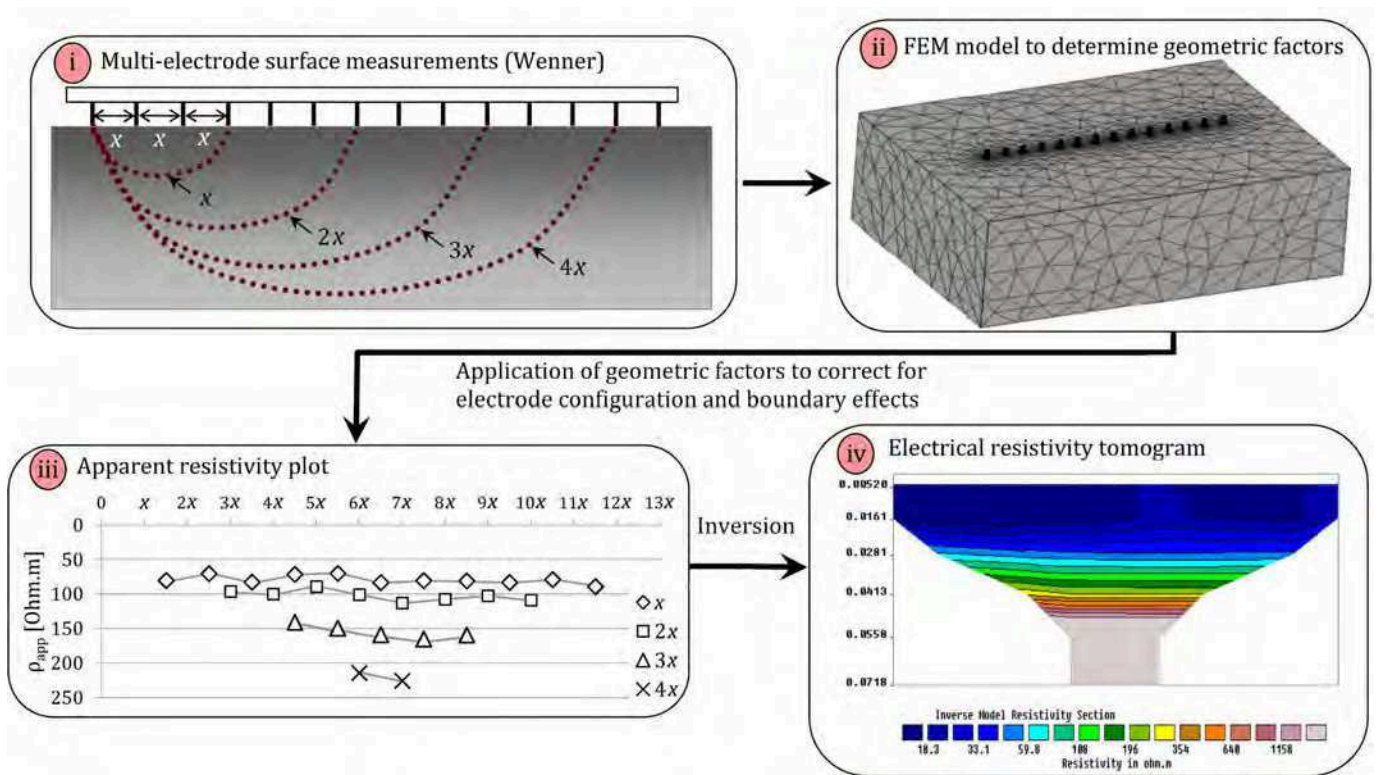 i Multi-electrode surface measurements (Wenner)
x x x
x
2x
3x
4x
ii FEM model to determine geometric factors
Application of geometric factors to correct for
electrode configuration and boundary effects
iii Apparent resistivity plot
0 x 2x 3x 4x 5x 6x 7x 8x 9x 10x 11x 12x 13x
0
50
100
150
200
250
ρapp [Ohm.m]
x
2x
3x
4x
Inversion
iv Electrical resistivity tomogram
0.00520
0.0161
0.0281
0.0413
0.0558
0.0718
Inverse Model Resistivity Section
18.3 33.1 59.8 108 196 354 640 1158
Resistivity in ohm.m